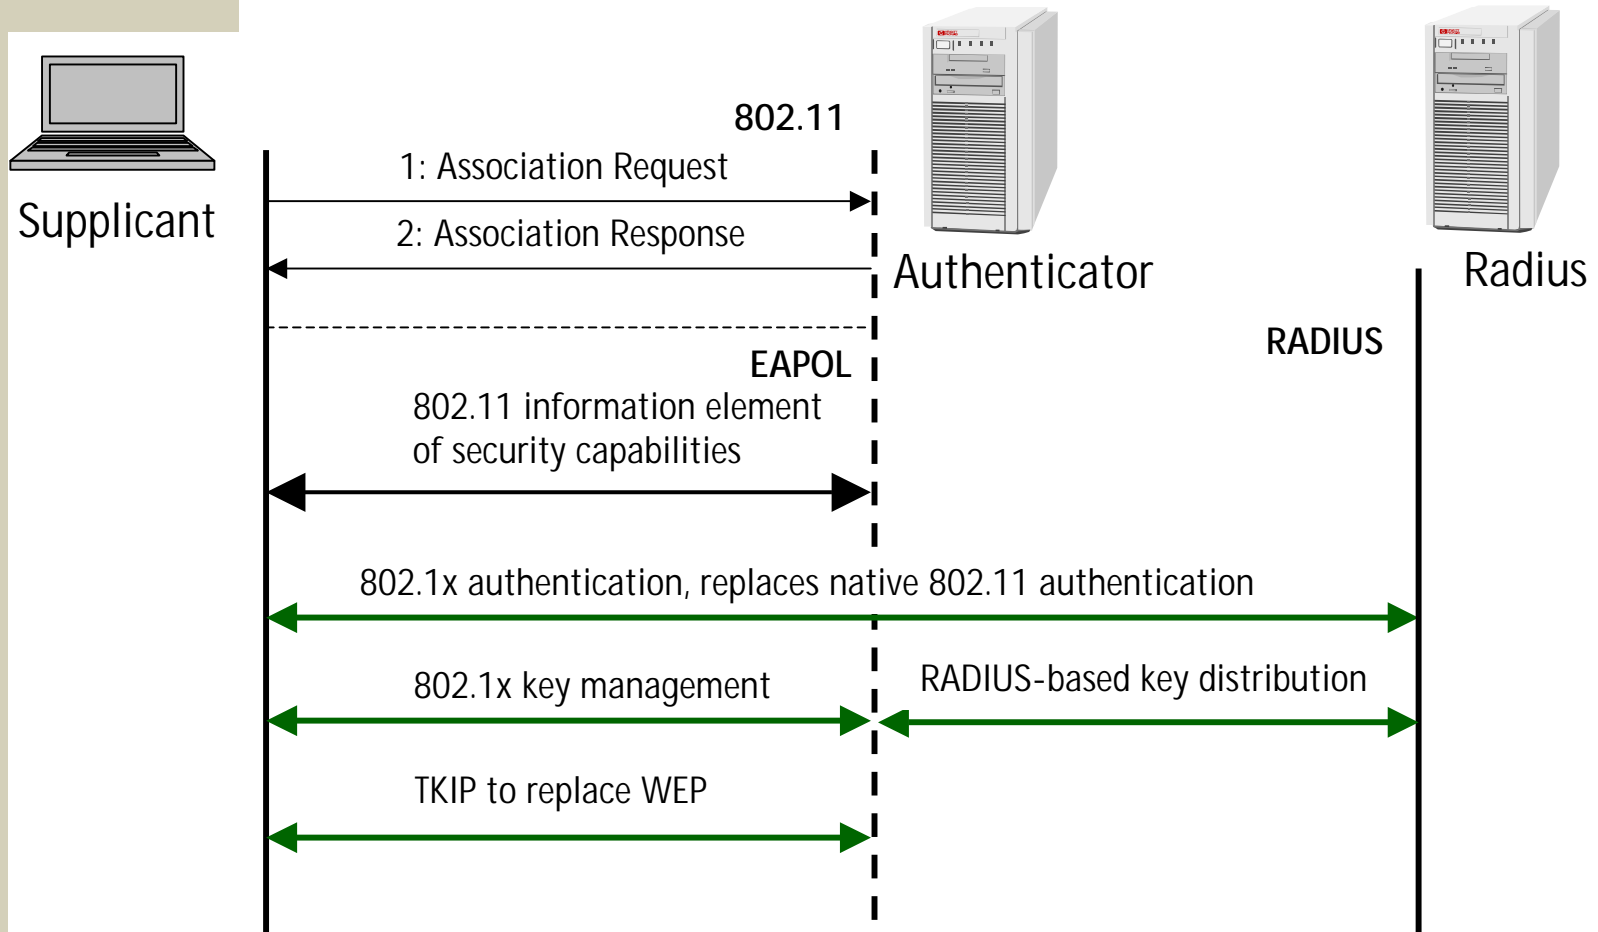 802.11
1: Association Request
Supplicant
2: Association Response
Authenticator
Radius
RADIUS
EAPOL
802.11 information element
of security capabilities
802.1x authentication, replaces native 802.11 authentication
802.1x key management
RADIUS-based key distribution
TKIP to replace WEP